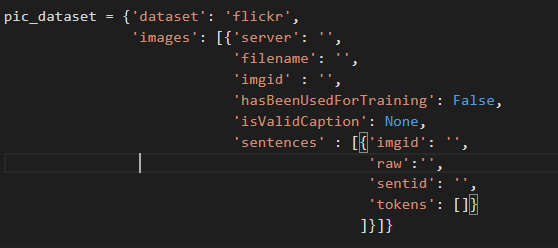 pic_dataset = {'dataset': 'flickr',
'images': [{'server': '',
'filename': '',
'imgid' : '',
'hasBeenUsedForTraining': False,
'isValidCaption': None,
'sentences' : [{'imgid': '',
'raw':'',
'sentid': '',
'tokens': []}
]}]}